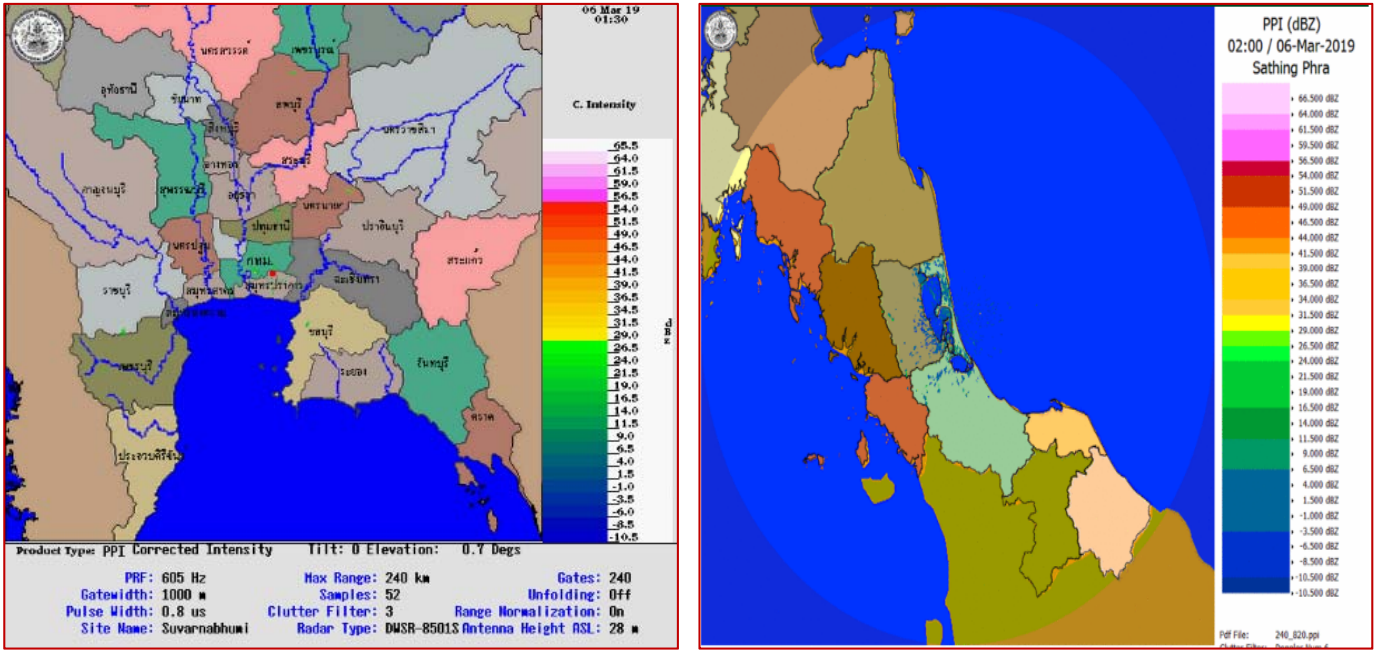 06 Mar 19
01:30
C. Intensity
65.5
64.0
61.5
59.0
56.5
54.0
51.5
49.0
46.5
44.0
41.5
39.0
36.5
34.0
31.5
29.0
26.5
24.0
21.5
19.0
16.5
14.0
11.5
9.0
6.5
4.0
1.5
-1.0
-3.5
-6.0
-8.5
-10.5
dBz
นครสวรรค์
เพชรบูรณ์
อุทัยธานี
ชัยนาท
ลพบุรี
สิงห์บุรี
นครราชสีมา
อ่างทอง
สระบุรี
กาญจนบุรี
สุพรรณบุรี
อยุธยา
นครนายก
ปทุมธานี
ปราจีนบุรี
นครปฐม
กทม.
สระแก้ว
ราชบุรี
สมุทรสาคร
สมุทรปราการ
ฉะเชิงเทรา
ชลบุรี
เพชรบุรี
ระยอง
จันทบุรี
ตราด
ประจวบคีรีขันธ์
Product Type: PPI Corrected Intensity Tilt: 0 Elevation: 0.7 Degs
PRF: 605 Hz Max Range: 240 km Gates: 240
Gatewidth: 1000 m Samples: 52 Unfolding: Off
Pulse Width: 0.8 us Clutter Filter: 3 Range Normalization: On
Site Name: Suvarnabhumi Radar Type: DWSR-8501S Antenna Height ASL: 28 m
PPI (dBZ)
02:00 / 06-Mar-2019
Sathing Phra
66.500 dBZ
64.000 dBZ
61.500 dBZ
59.500 dBZ
56.500 dBZ
54.000 dBZ
51.500 dBZ
49.000 dBZ
46.500 dBZ
44.000 dBZ
41.500 dBZ
39.000 dBZ
36.500 dBZ
34.000 dBZ
31.500 dBZ
29.000 dBZ
26.500 dBZ
24.000 dBZ
21.500 dBZ
19.000 dBZ
16.500 dBZ
14.000 dBZ
11.500 dBZ
9.000 dBZ
6.500 dBZ
4.000 dBZ
1.500 dBZ
-1.000 dBZ
-3.500 dBZ
-6.500 dBZ
-8.500 dBZ
-10.500 dBZ
-10.500 dBZ
Pdf File: 240_820.ppi